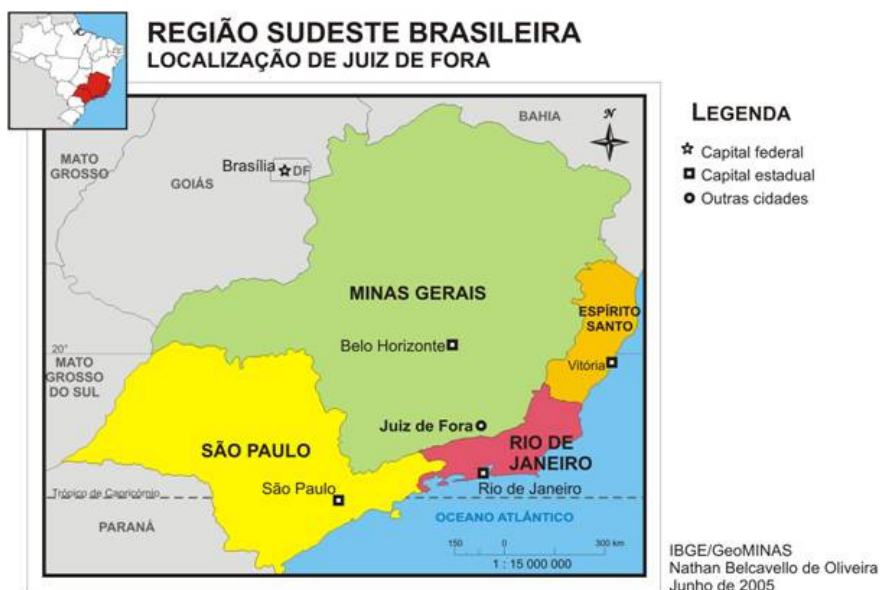 REGIÃO SUDESTE BRASILEIRA
LOCALIZAÇÃO DE JUIZ DE FORA
N
BAHIA
LEGENDA
Capital federal
Capital estadual
Outras cidades
MATO
GROSSO
GOIÁS
Brasília
DF
MINAS GERAIS
ESPÍRITO
SANTO
Belo Horizonte
Vitória
20°
MATO
GROSSO
DO SUL
Juiz de Fora
SÃO PAULO
RIO DE
JANEIRO
São Paulo
Rio de Janeiro
Trópico de Capricórnio
PARANÁ
OCEANO ATLÂNTICO
150 0 300 km
1 : 15 000 000
IBGE/GeoMINAS
Nathan Belcavello de Oliveira
Junho de 2005